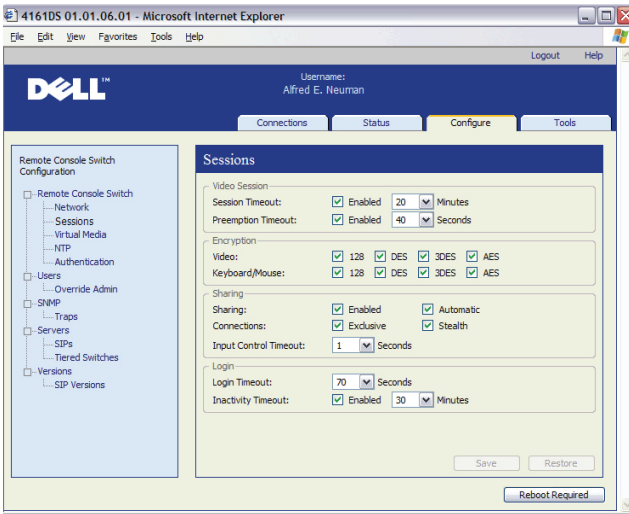 4161DS 01.01.06.01 - Microsoft Internet Explorer
File Edit View Favorites Tools Help
Logout Help
DELL™
Username:
Alfred E. Neuman
Connections Status Configure Tools
Remote Console Switch
Configuration
Remote Console Switch
Network
Sessions
Virtual Media
NTP
Authentication
Users
Override Admin
SNMP
Traps
Servers
SIPs
Tiered Switches
Versions
SIP Versions
Sessions
Video Session
Session Timeout: Enabled 20 Minutes
Preemption Timeout: Enabled 40 Seconds
Encryption
Video: 128 DES 3DES AES
Keyboard/Mouse: 128 DES 3DES AES
Sharing
Sharing: Enabled Automatic
Connections: Exclusive Stealth
Input Control Timeout: 1 Seconds
Login
Login Timeout: 70 Seconds
Inactivity Timeout: Enabled 30 Minutes
Save Restore
Reboot Required